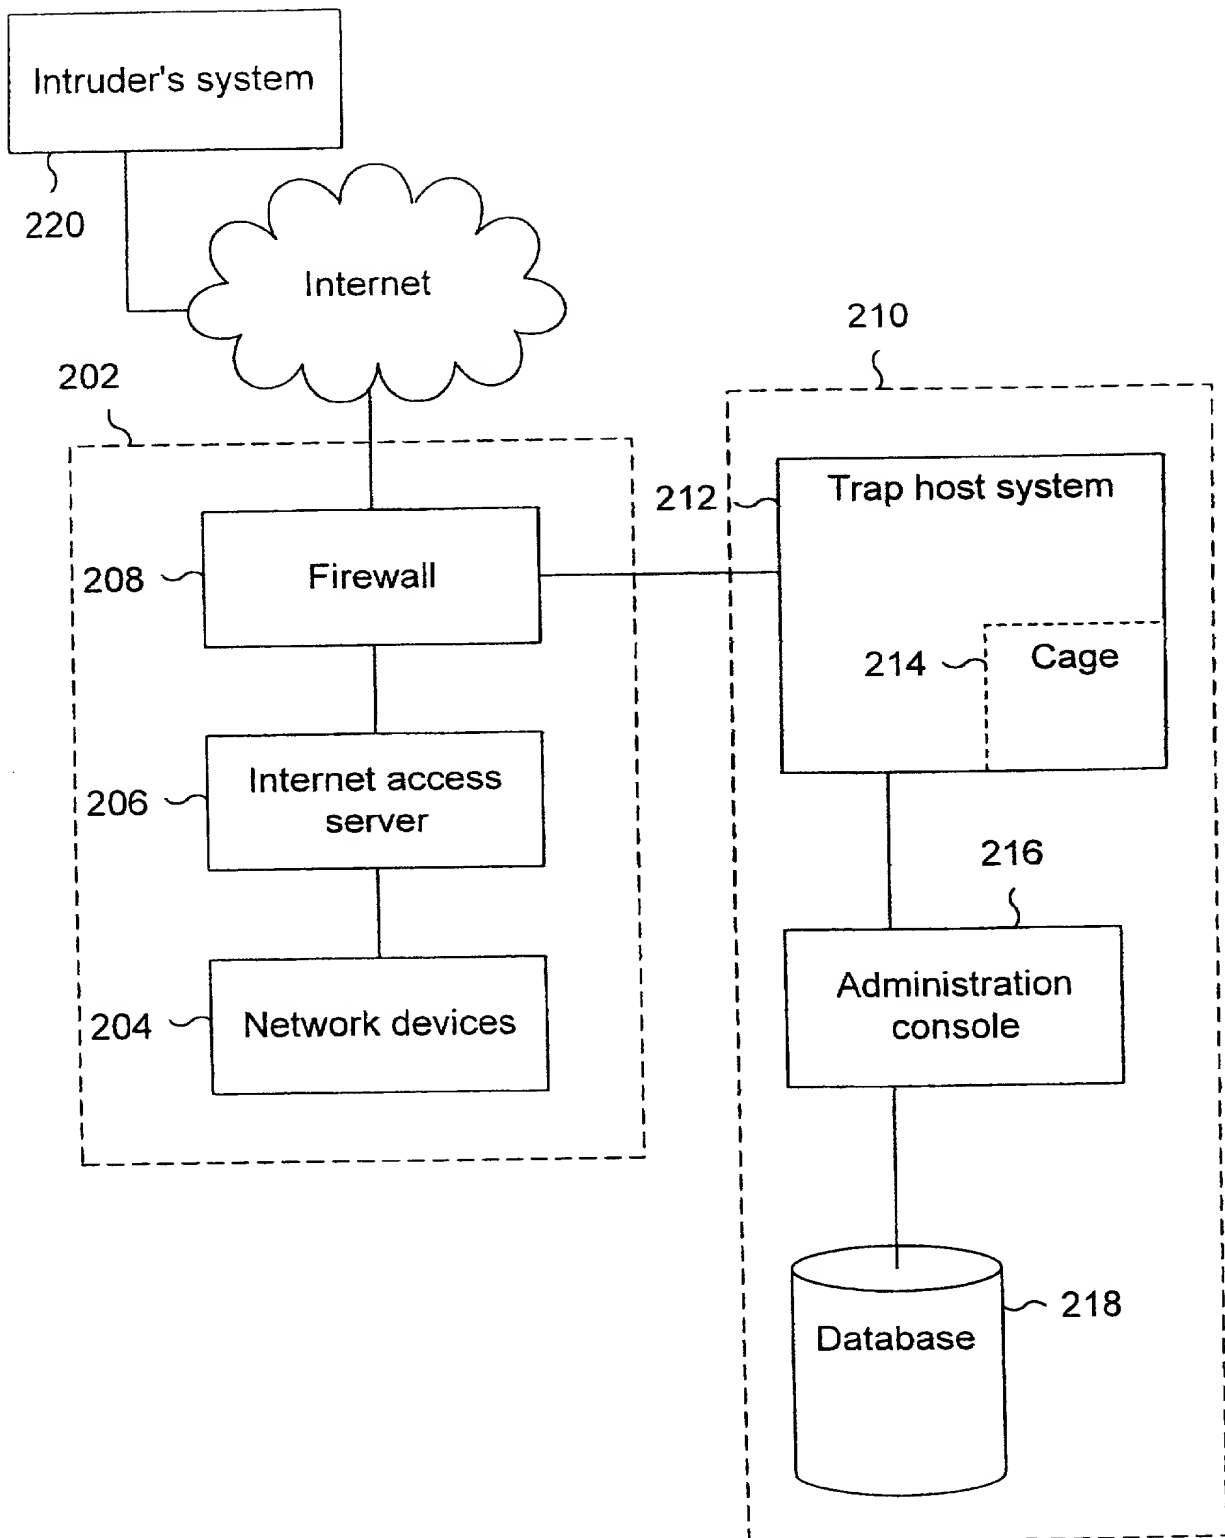 Intruder's system
220
Internet
210
202
212
Trap host system
208
Firewall
214
Cage
206
Internet access
server
216
204
Network devices
Administration
console
218
Database